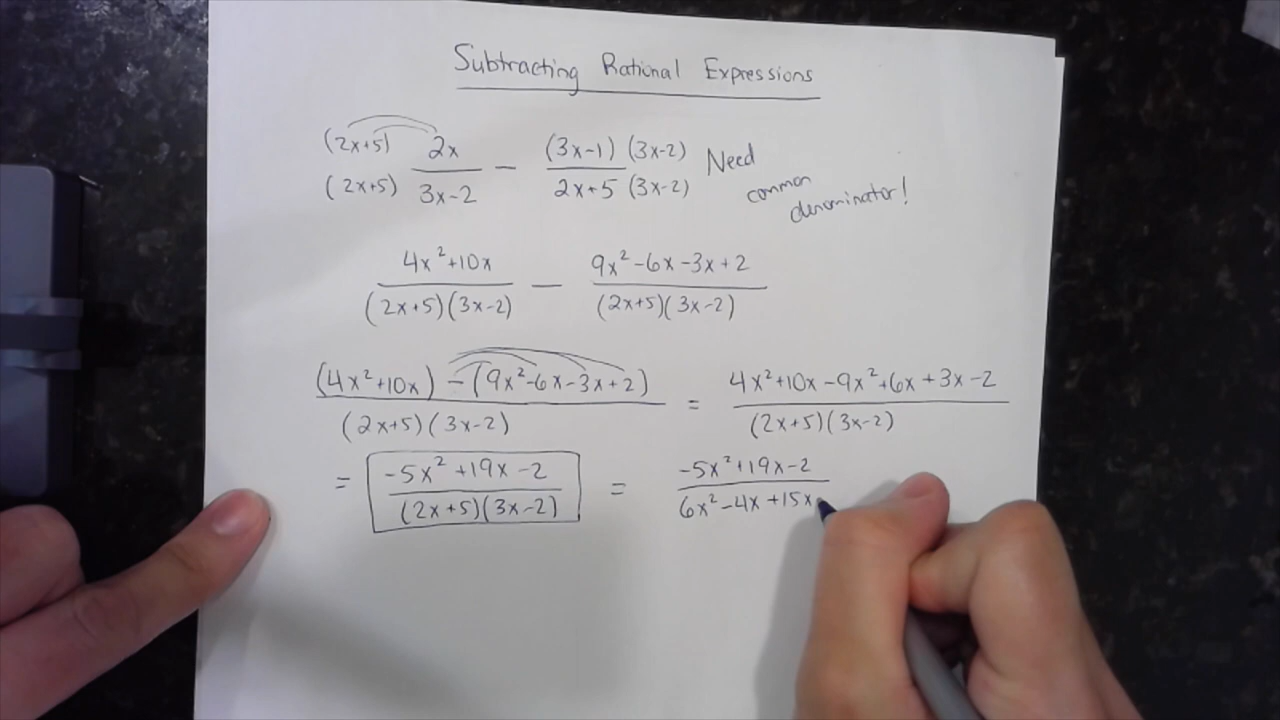 Subtracting Rational Expressions
(2x+5) 2x / (2x+5) 3x-2 − (3x-1) (3x-2) / 2x+5 (3x-2) Need common denominator!
4x²+10x / (2x+5)(3x-2) − 9x²-6x-3x+2 / (2x+5)(3x-2)
(4x²+10x) − (9x²-6x-3x+2) / (2x+5)(3x-2) = 4x²+10x-9x²+6x+3x-2 / (2x+5)(3x-2)
= -5x²+19x-2 / (2x+5)(3x-2) = -5x²+19x-2 / 6x²-4x+15x